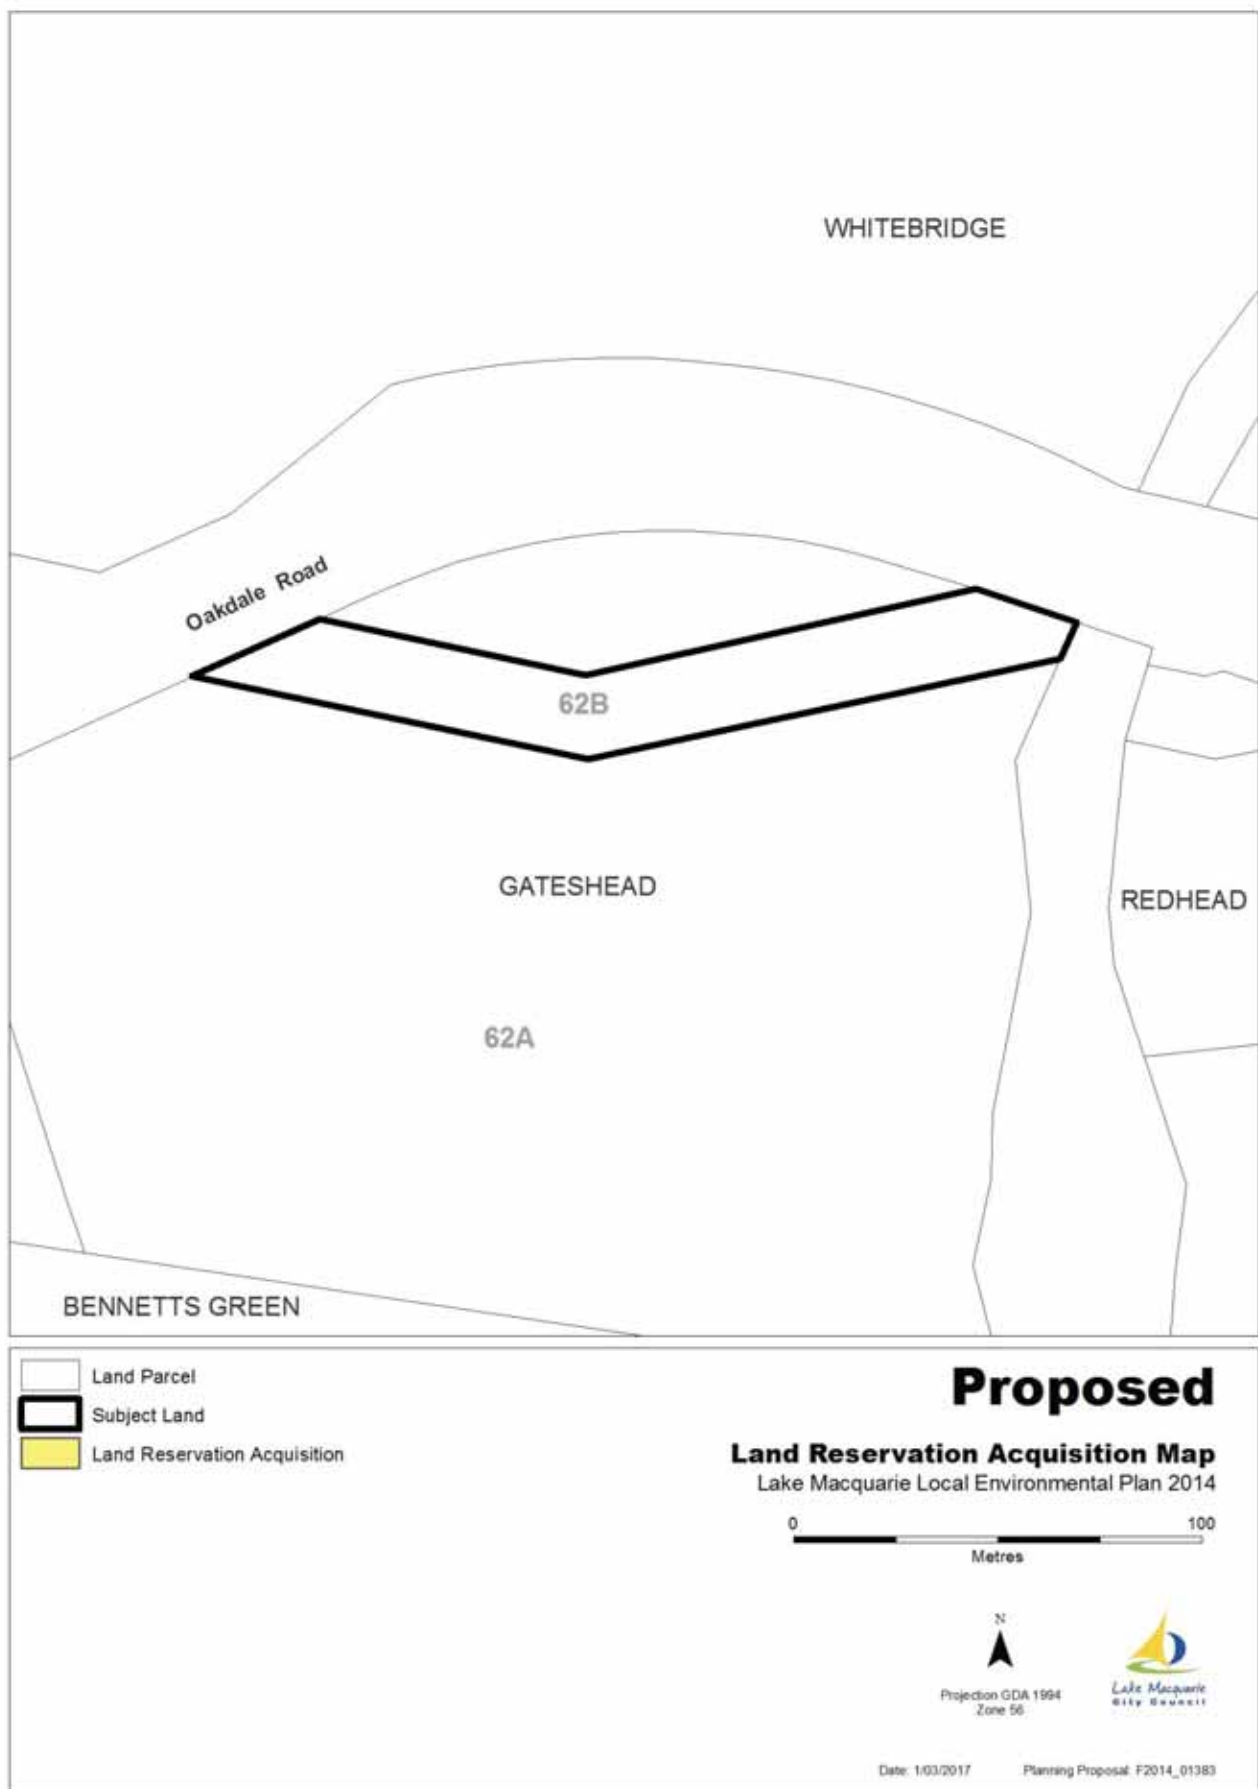 WHITEBRIDGE
Oakdale Road
62B
GATESHEAD
REDHEAD
62A
BENNETTS GREEN
Land Parcel
Subject Land
Land Reservation Acquisition
Proposed
Land Reservation Acquisition Map
Lake Macquarie Local Environmental Plan 2014
0 100
Metres
N
Projection GDA 1994
Zone 56
Lake Macquarie
City Council
Date: 1/03/2017 Planning Proposal: F2014_01383